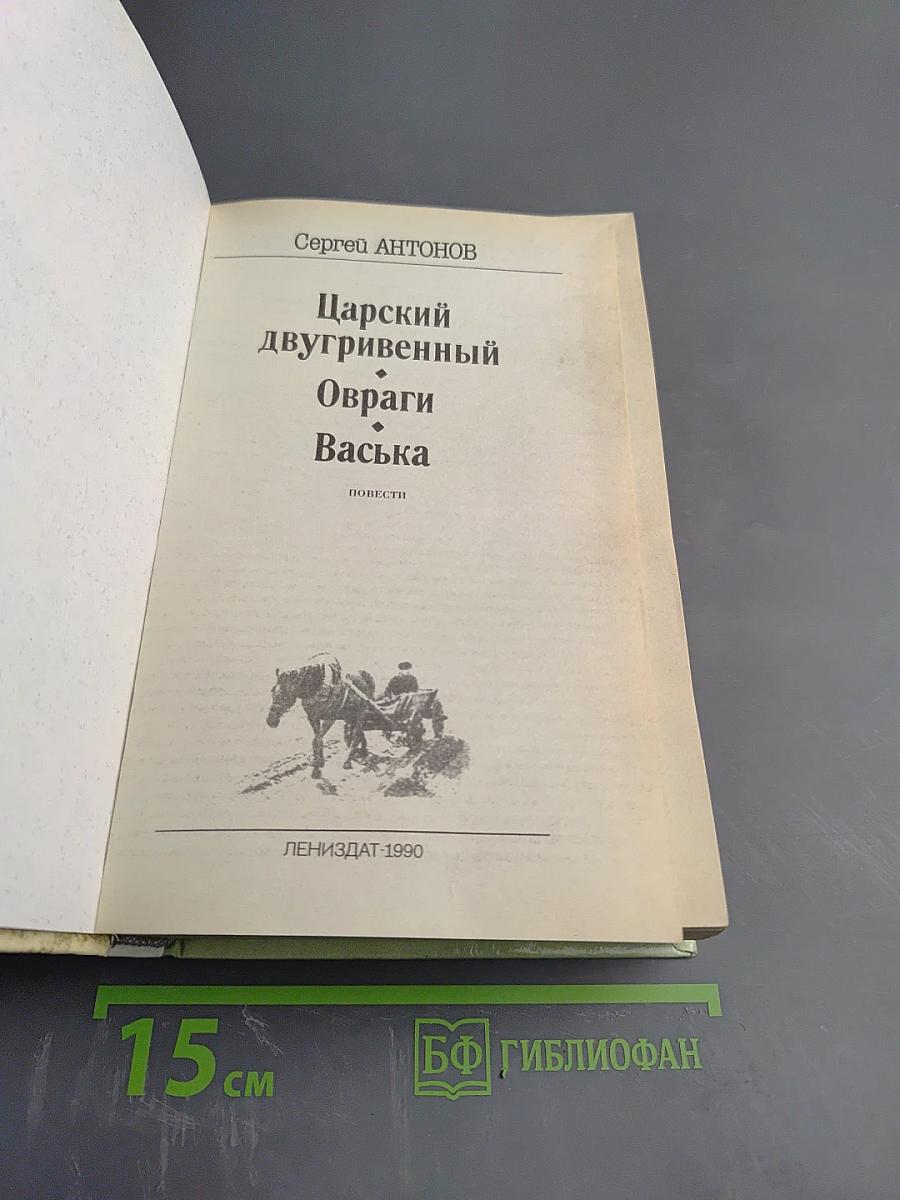 Сергей АНТОНОВ
Царский
двугривенный
Овраги
Васька
ПОВЕСТИ
ЛЕНИЗДАТ-1990
15 см
БФ ГИБЛИОФАН